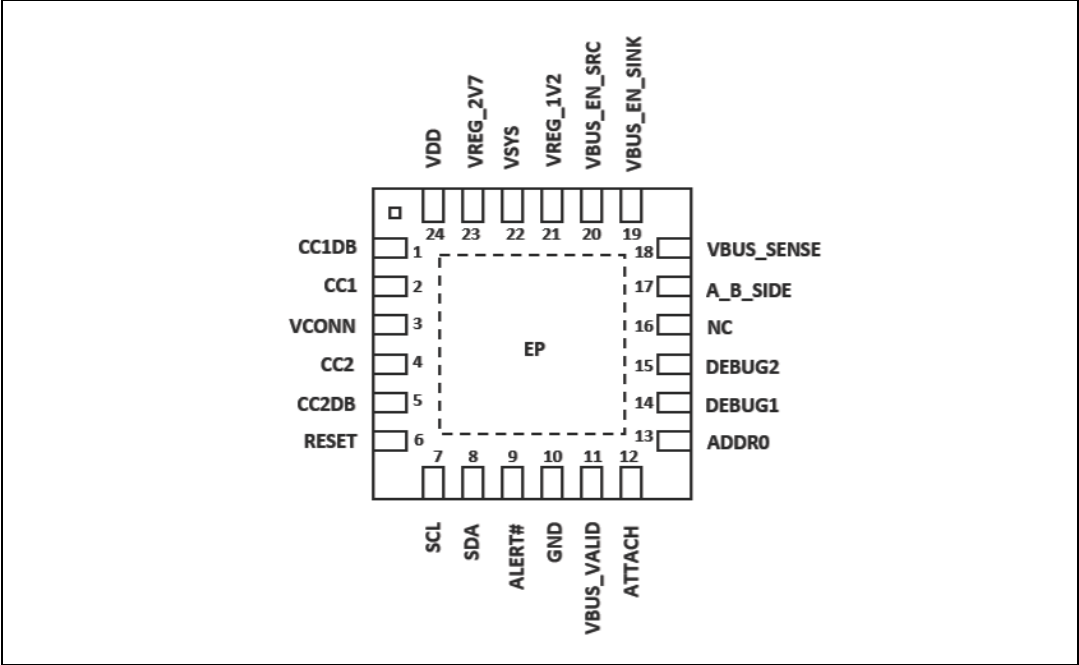 VDD
VREG_2V7
VSYS
VREG_1V2
VBUS_EN_SRC
VBUS_EN_SINK
24
23
22
21
20
19
CC1DB
1
18
VBUS_SENSE
CC1
2
17
A_B_SIDE
VCONN
3
16
NC
EP
CC2
4
15
DEBUG2
CC2DB
5
14
DEBUG1
RESET
6
13
ADDR0
7
8
9
10
11
12
SCL
SDA
ALERT#
GND
VBUS_VALID
ATTACH